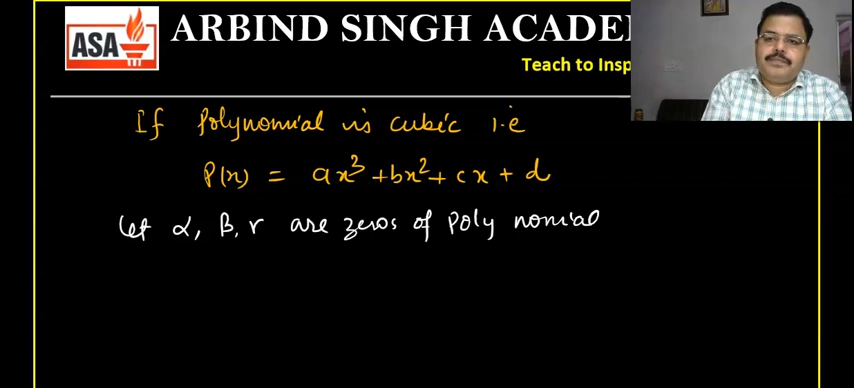 ASA
ARBIND SINGH ACADE
Teach to Insp
If Polynomial is cubic i.e
P(x) = ax³ + bx² + cx + d
Let α, β, r are zeros of Poly nomial